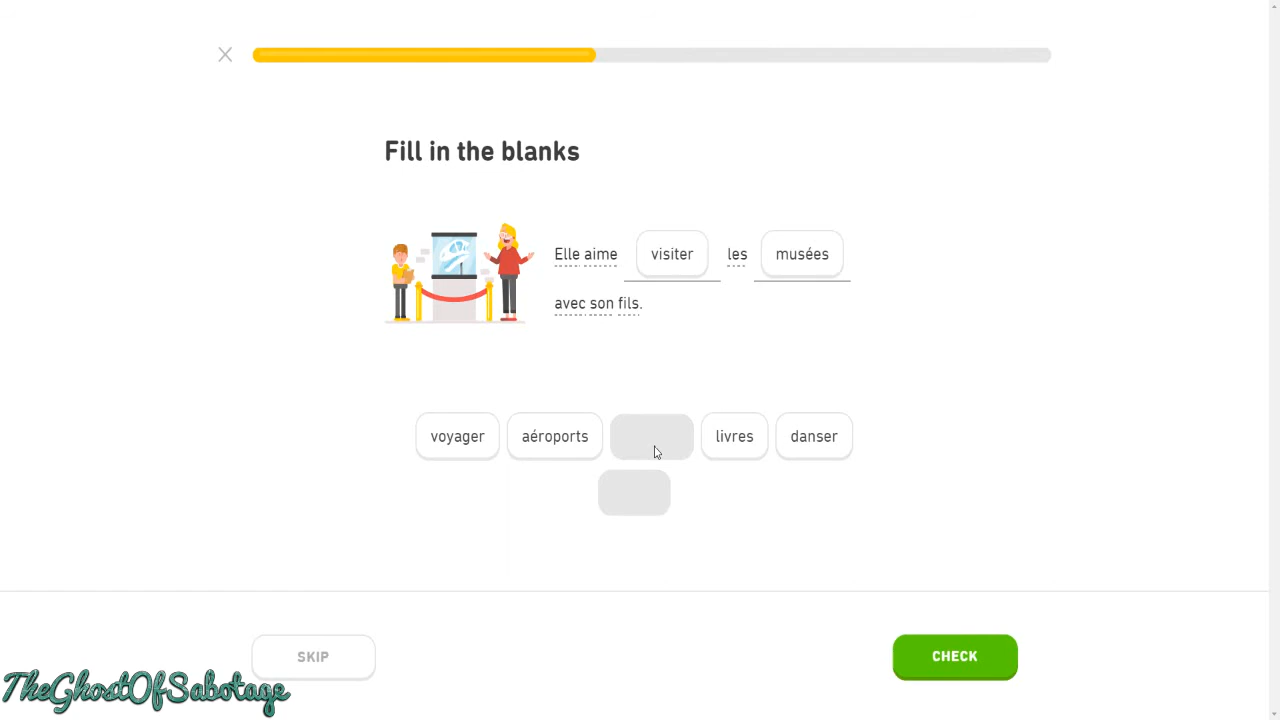 Fill in the blanks
Elle aime visiter les musées
avec son fils.
voyager aéroports livres danser
SKIP CHECK
TheGhostOfSabotage